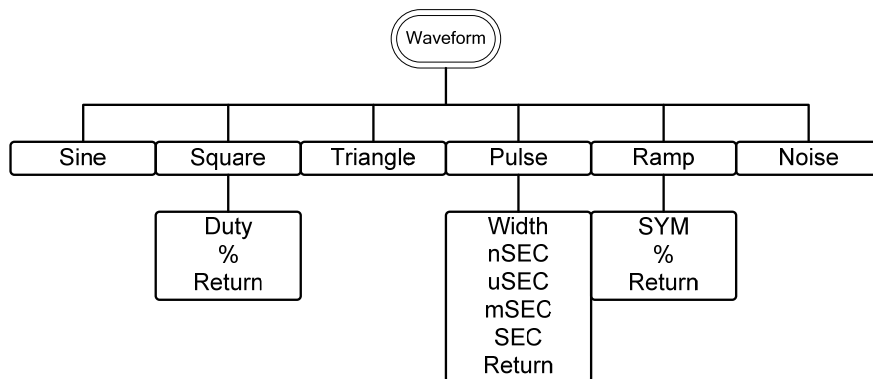 Waveform
Sine
Square
Triangle
Pulse
Ramp
Noise
Duty
%
Return
Width
nSEC
uSEC
mSEC
SEC
Return
SYM
%
Return